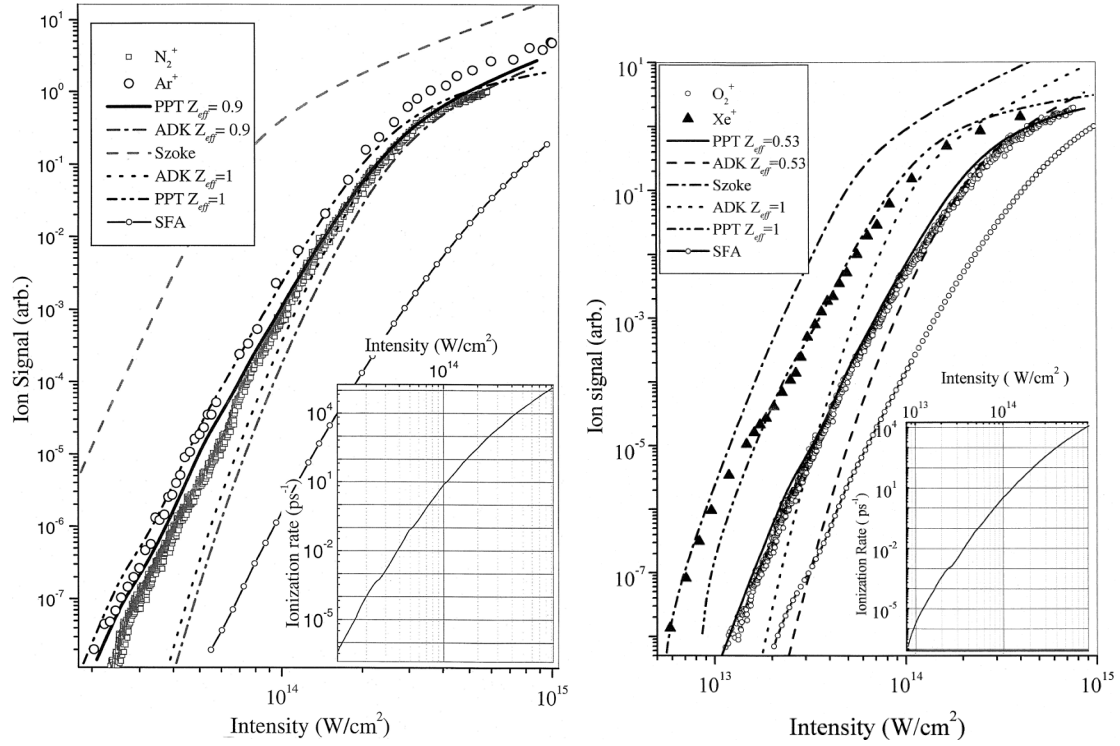 10¹
10⁰
10⁻¹
10⁻²
10⁻³
10⁻⁴
10⁻⁵
10⁻⁶
10⁻⁷
Ion Signal (arb.)
N₂⁺
Ar⁺
PPT Z_eff= 0.9
ADK Z_eff= 0.9
Szoke
ADK Z_eff=1
PPT Z_eff=1
SFA
Intensity (W/cm²)
10¹⁴
10⁴
10¹
10⁻²
10⁻⁵
Ionization rate (ps⁻¹)
10¹⁴
10¹⁵
Intensity (W/cm²)
10¹
10⁻¹
10⁻³
10⁻⁵
10⁻⁷
Ion signal (arb.)
O₂⁺
Xe⁺
PPT Z_eff=0.53
ADK Z_eff=0.53
Szoke
ADK Z_eff=1
PPT Z_eff=1
SFA
Intensity ( W/cm² )
10¹³ 10¹⁴
10⁴
10¹
10⁻²
10⁻⁵
Ionization Rate ( ps⁻¹)
10¹³
10¹⁴
10¹⁵
Intensity (W/cm²)